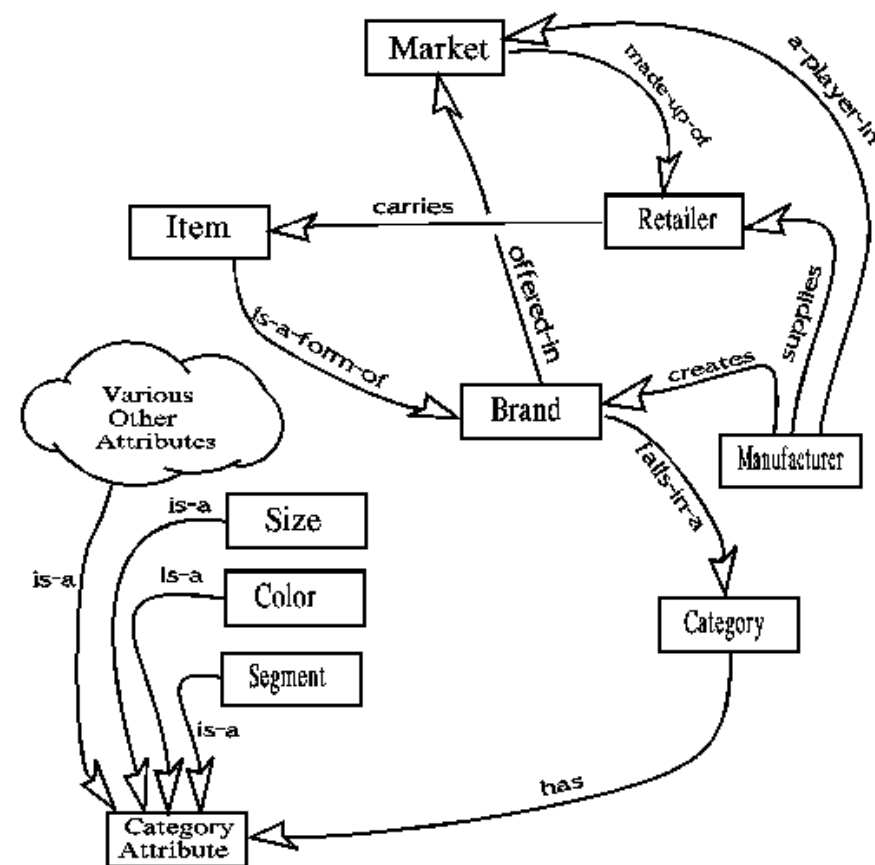 Market
made-up-of
a-player-in
Item
carries
Retailer
is-a-form-of
offered-in
supplies
creates
Brand
Manufacturer
falls-in-a
Various
Other
Attributes
is-a
Size
is-a
Is-a
Color
Category
Segment
is-a
has
Category
Attribute